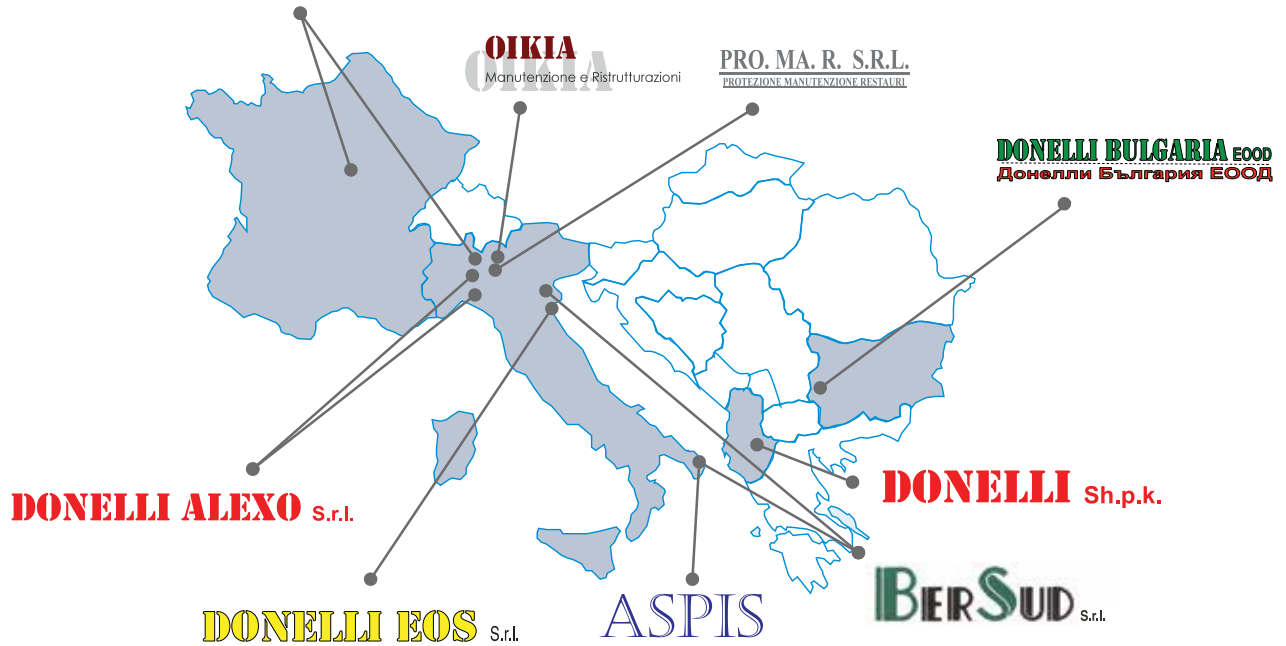 OIKIA
OIKIA
Manutenzione e Ristrutturazioni
PRO. MA. R. S.R.L.
PROTEZIONE MANUTENZIONE RESTAURI
DONELLI BULGARIA EOOD
Донелли България ЕООД
DONELLI ALEXO S.r.l.
DONELLI Sh.p.k.
DONELLI EOS S.r.l.
ASPIS
BERSUD S.r.l.